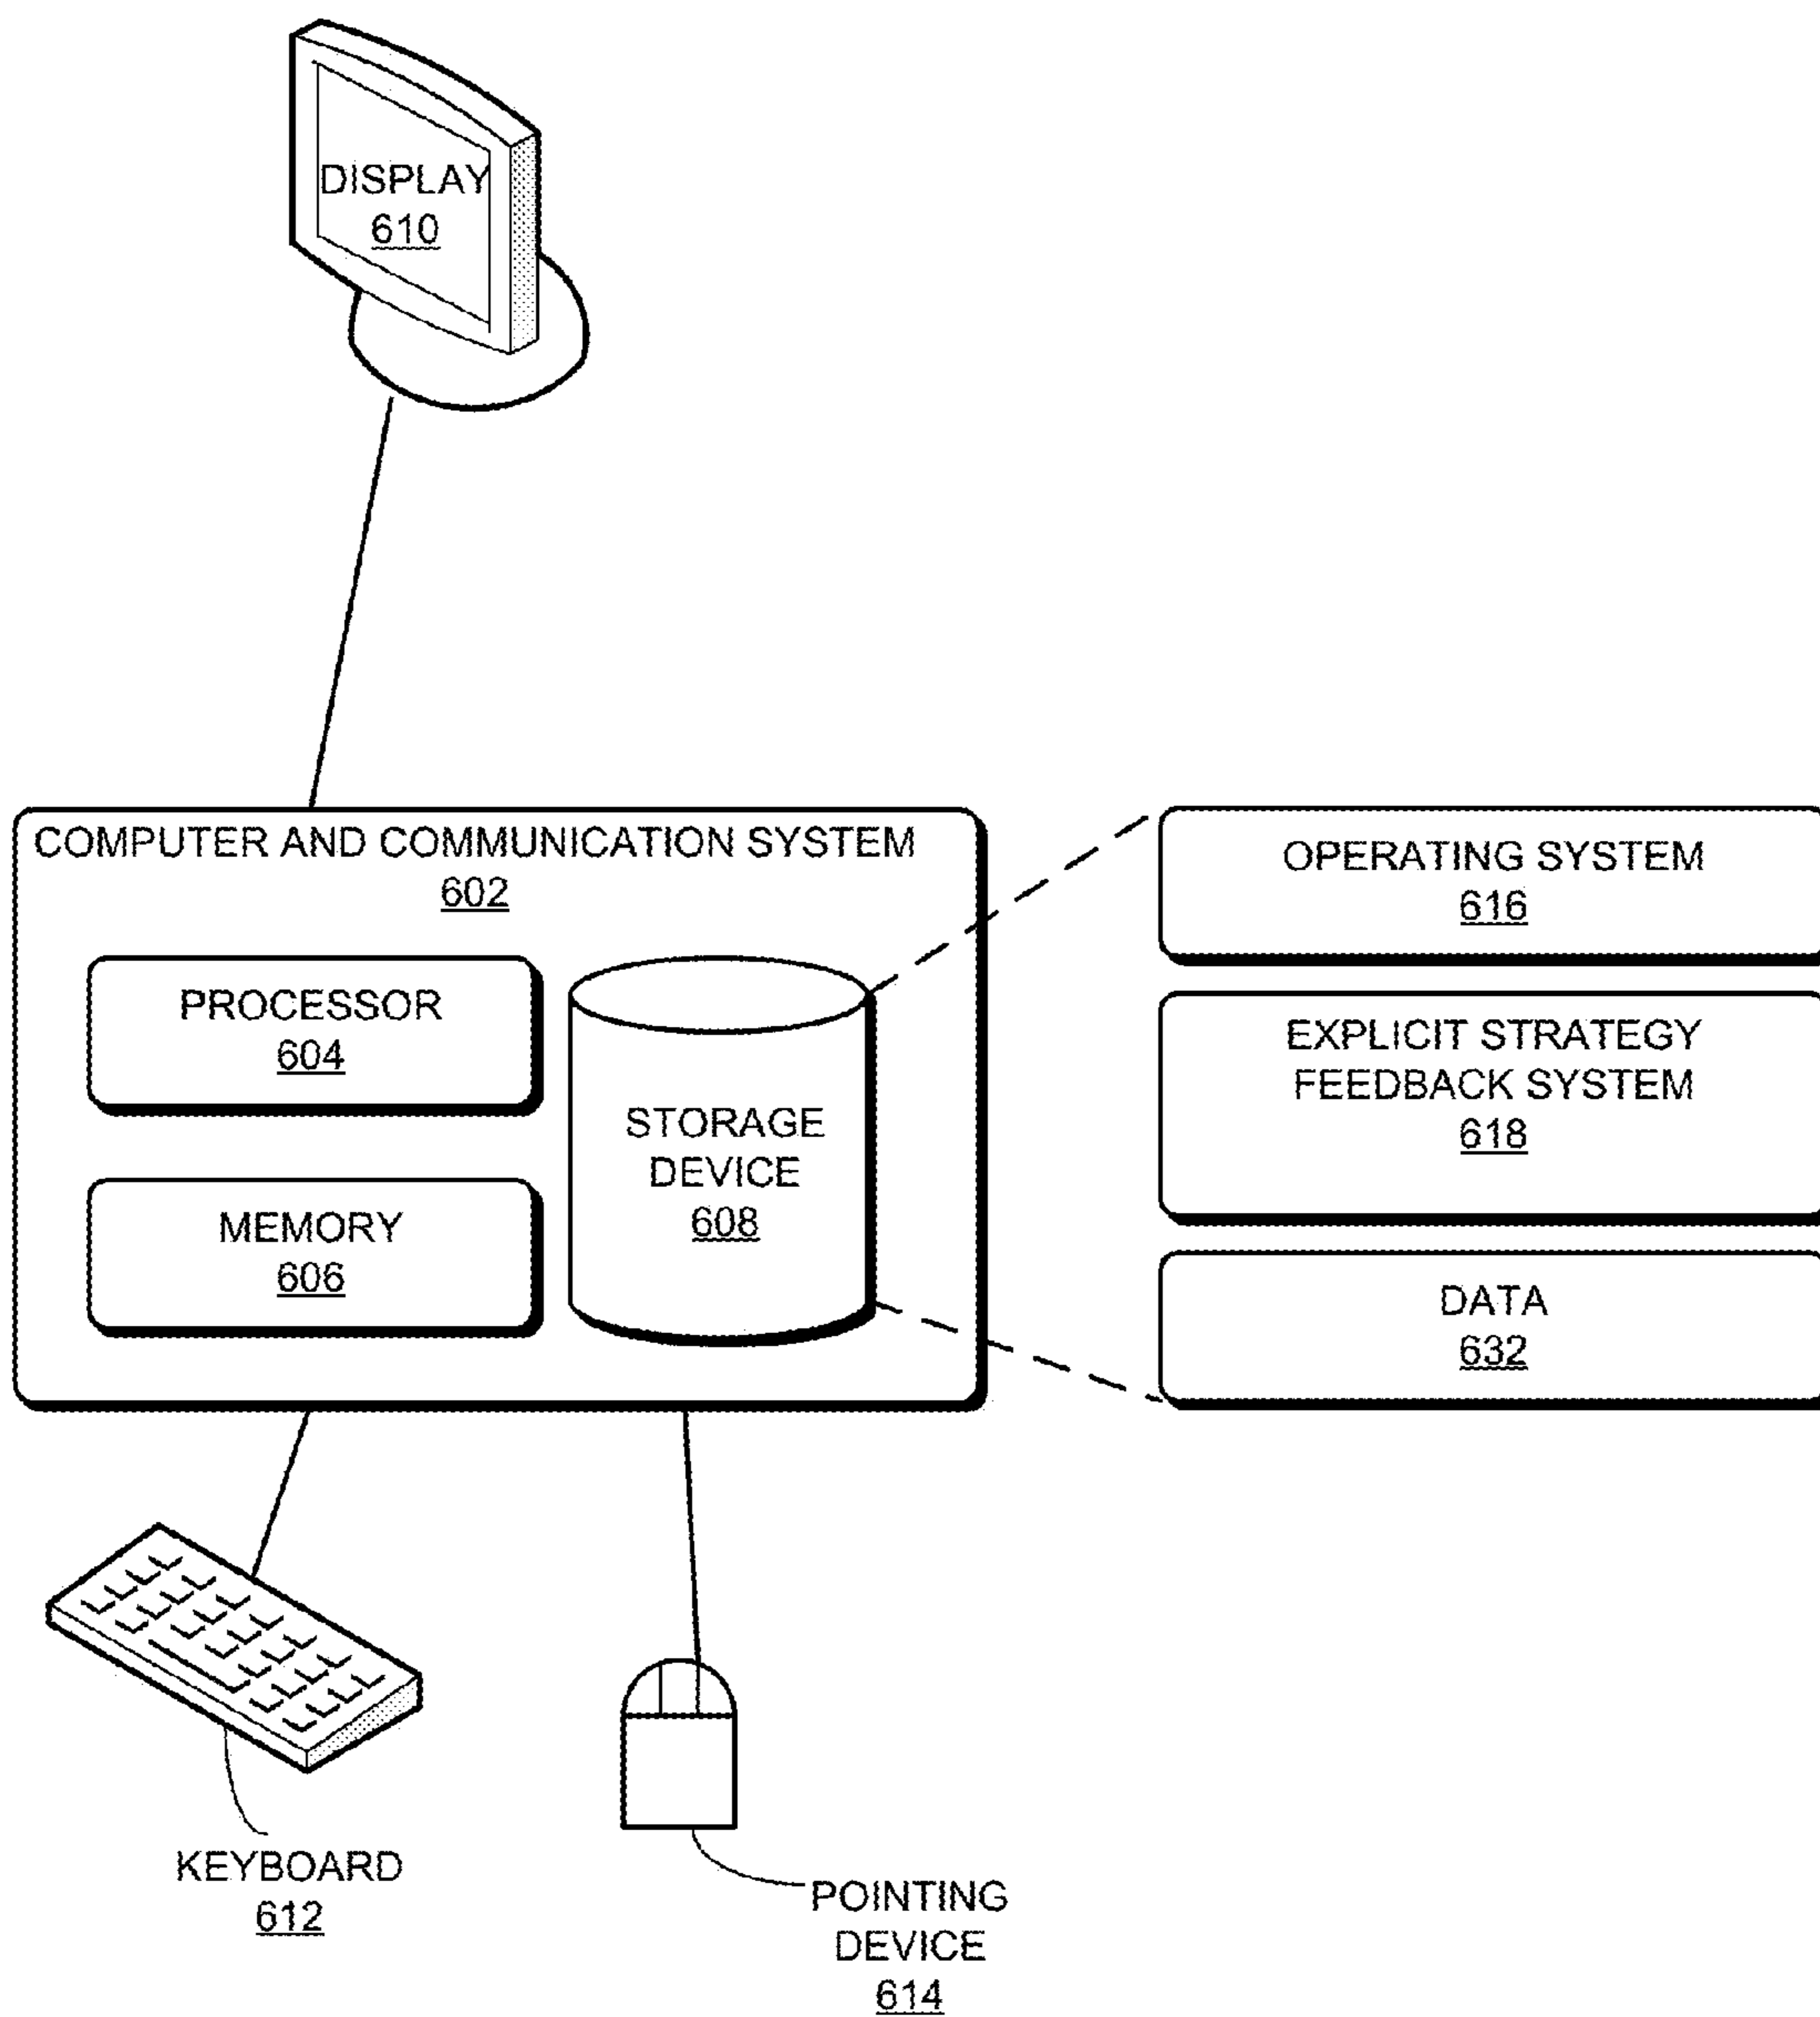 DISPLAY
610
COMPUTER AND COMMUNICATION SYSTEM
602
PROCESSOR
604
MEMORY
606
STORAGE
DEVICE
608
OPERATING SYSTEM
616
EXPLICIT STRATEGY
FEEDBACK SYSTEM
618
DATA
632
KEYBOARD
612
POINTING
DEVICE
614